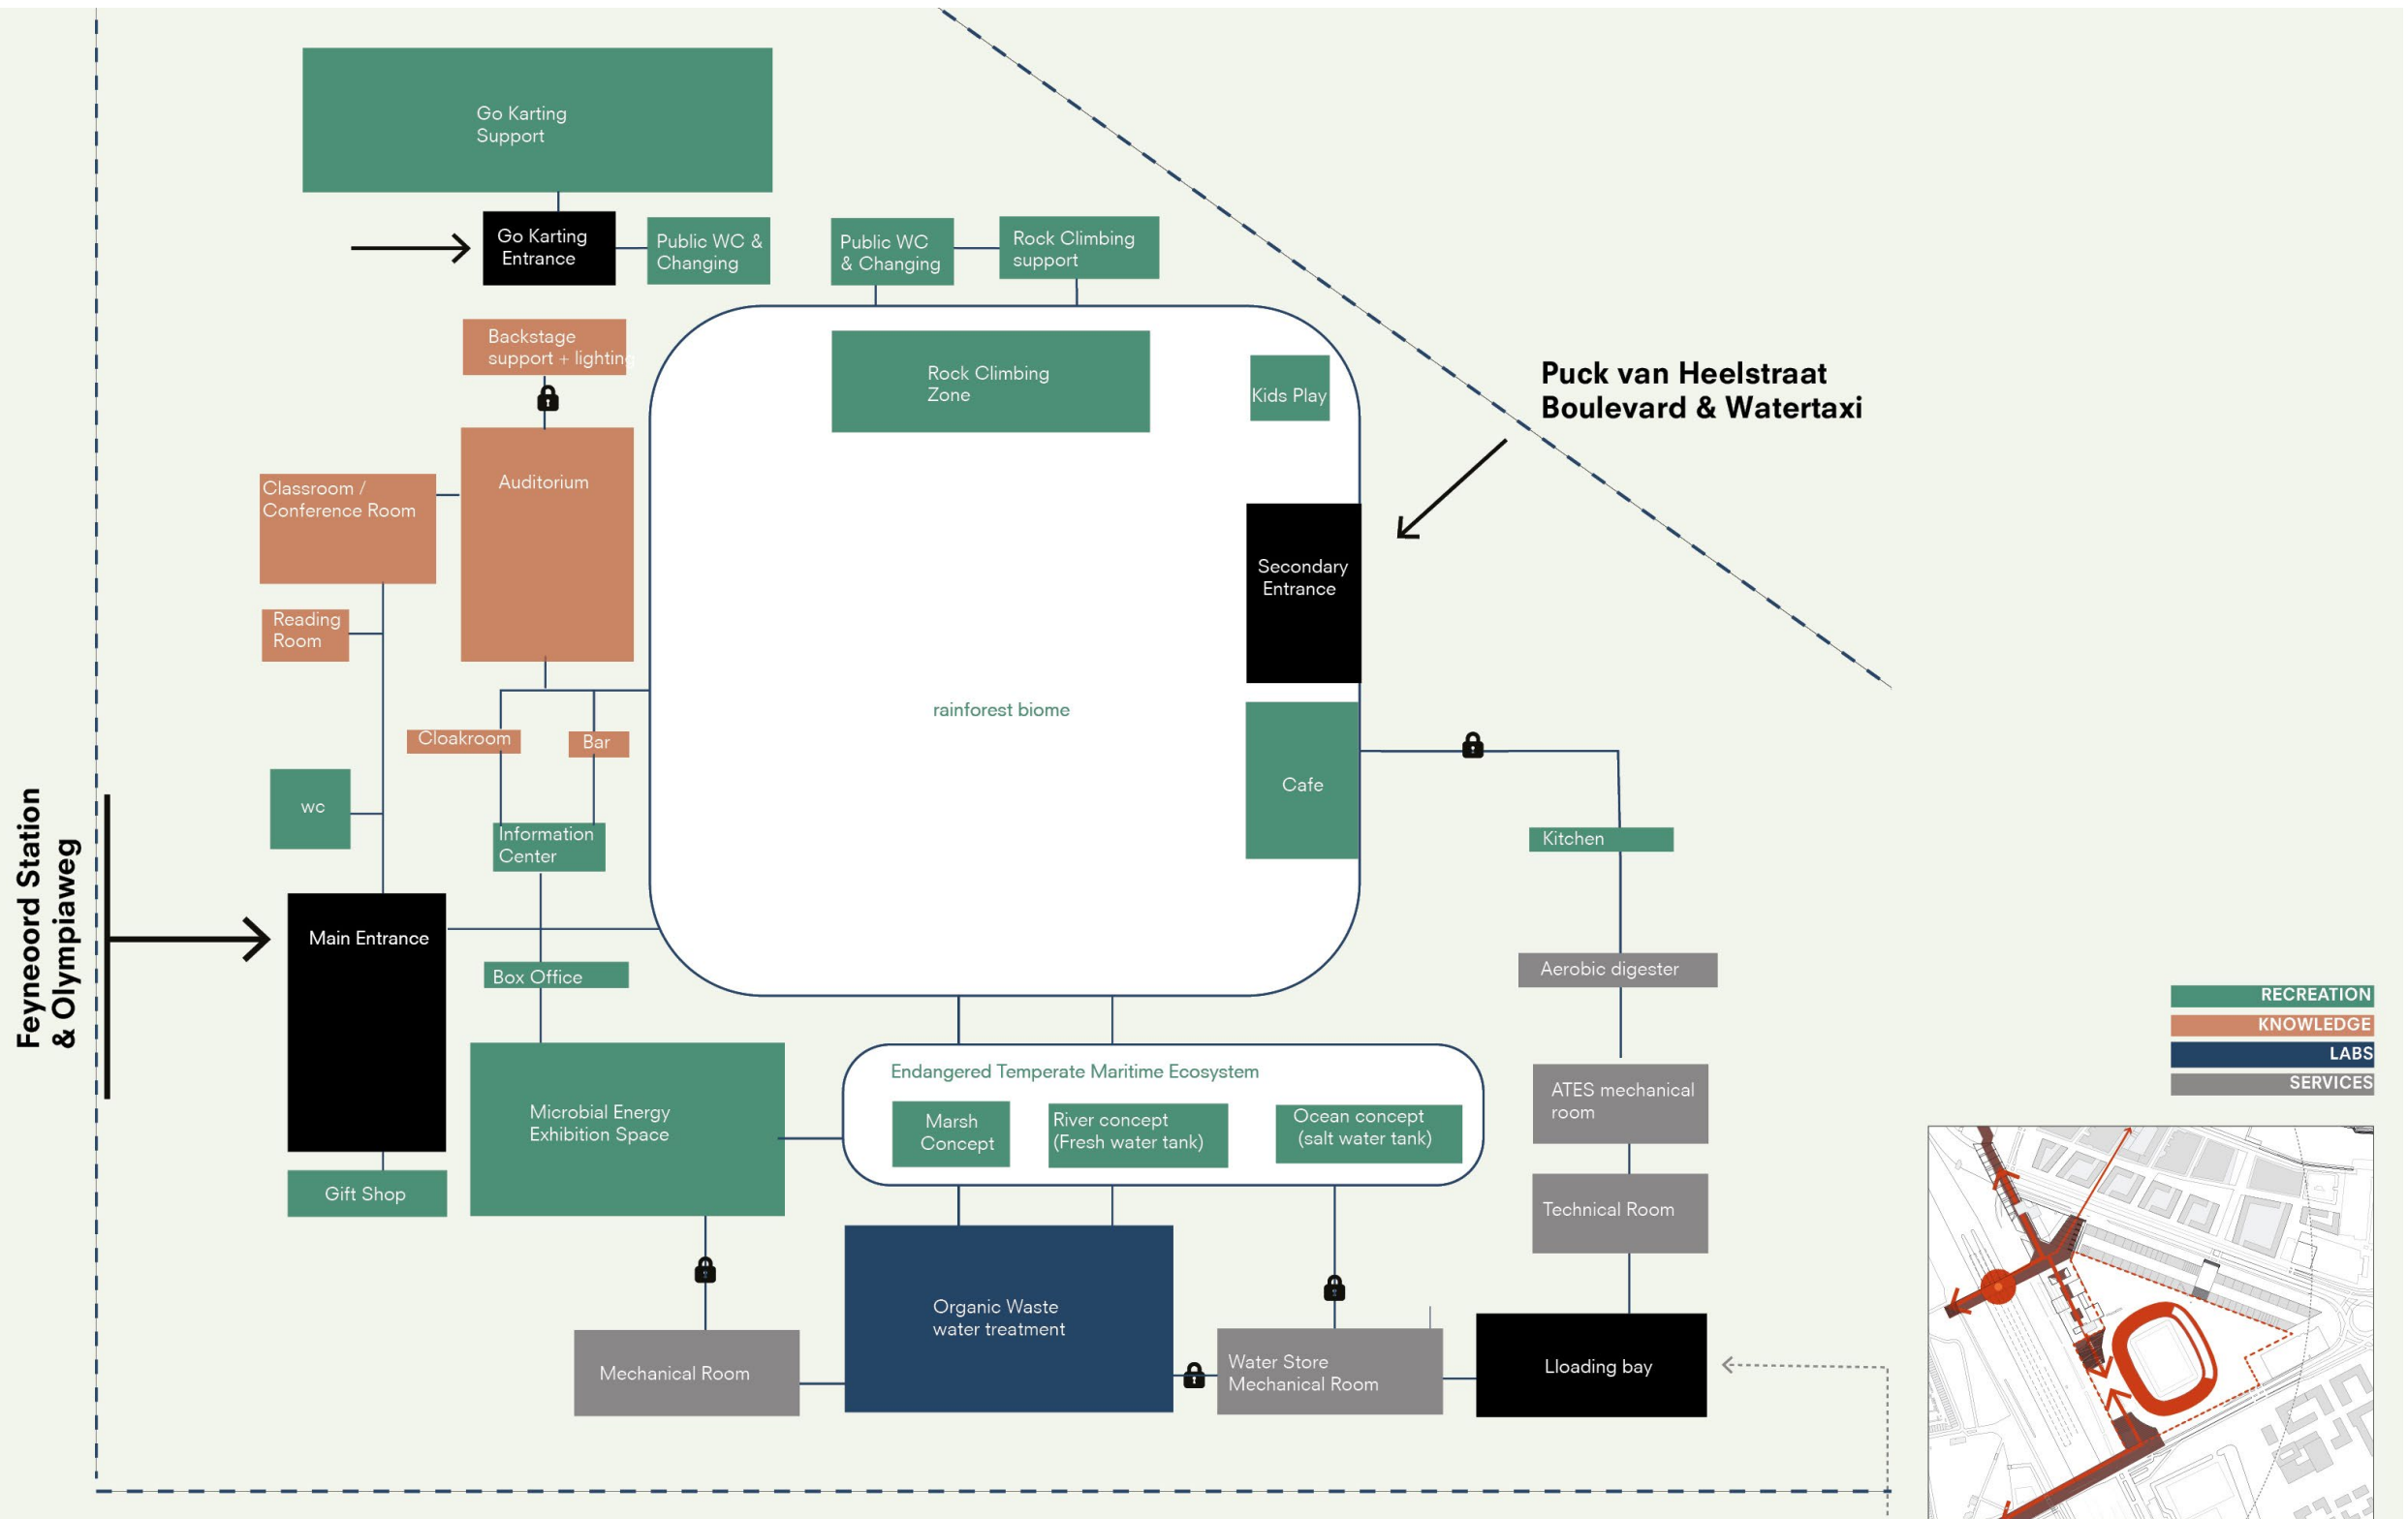 Go Karting
Support
Go Karting
Entrance
Public WC &
Changing
Public WC
& Changing
Rock Climbing
support
Backstage
support + lighting
Rock Climbing
Zone
Kids Play
Puck van Heelstraat
Boulevard & Watertaxi
Classroom /
Conference Room
Auditorium
Secondary
Entrance
Reading
Room
rainforest biome
Cloakroom
Bar
Cafe
wc
Information
Center
Kitchen
Feyneoord Station
& Olympiaweg
Main Entrance
Box Office
Aerobic digester
RECREATION
KNOWLEDGE
LABS
SERVICES
Endangered Temperate Maritime Ecosystem
Marsh
Concept
River concept
(Fresh water tank)
Ocean concept
(salt water tank)
Microbial Energy
Exhibition Space
ATES mechanical
room
Gift Shop
Technical Room
Organic Waste
water treatment
Mechanical Room
Water Store
Mechanical Room
Lloading bay